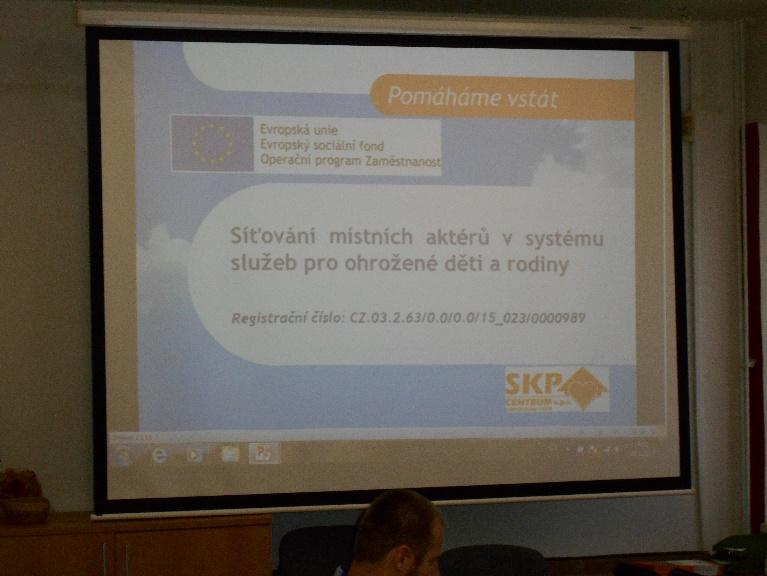 Pomáháme vstát
Evropská unie
Evropský sociální fond
Operační program Zaměstnanost
Síťování místních aktérů v systému
služeb pro ohrožené děti a rodiny
Registrační číslo: CZ.03.2.63/0.0/0.0/15_023/0000989
SKP
CENTRUM o.p.s.